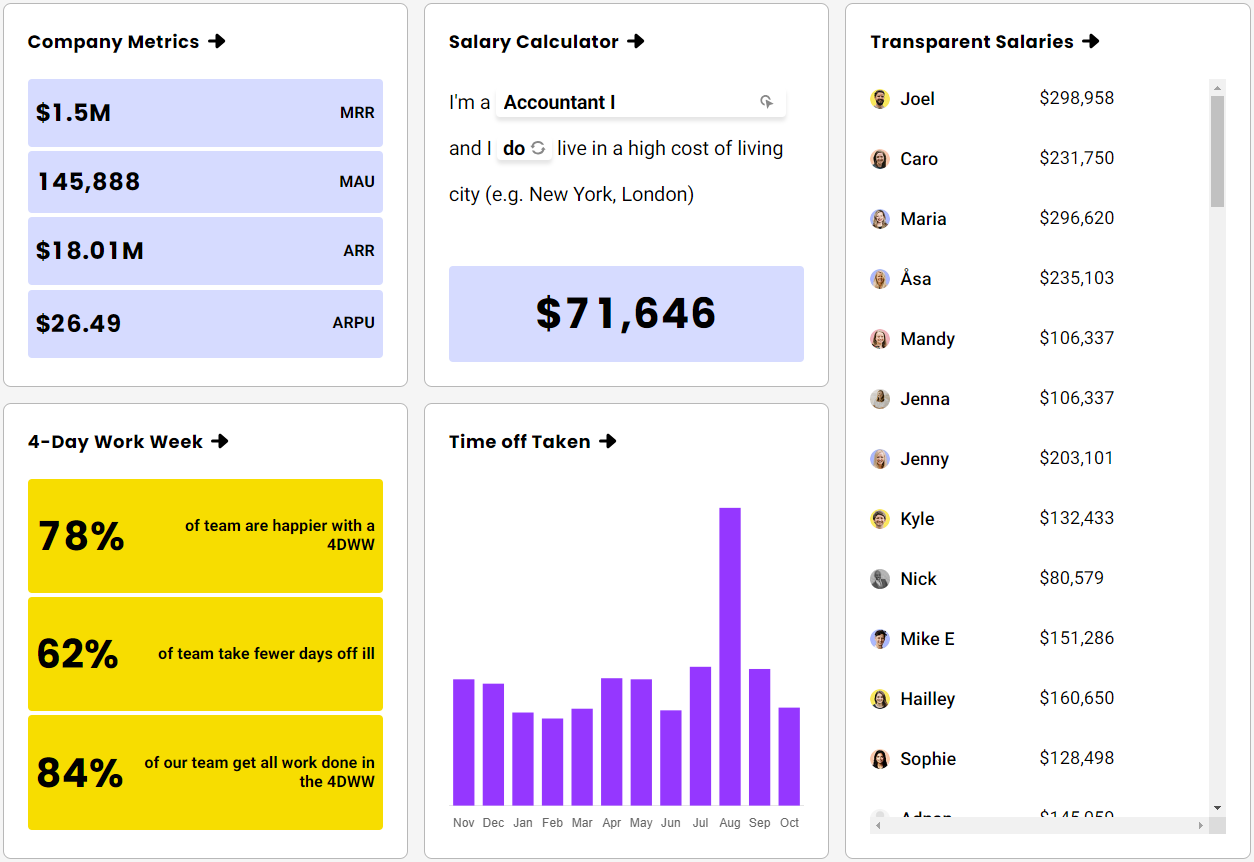 Company Metrics
$1.5M MRR
145,888 MAU
$18.01M ARR
$26.49 ARPU
Salary Calculator
I'm a Accountant I
and I do live in a high cost of living
city (e.g. New York, London)
$71,646
Transparent Salaries
Joel $298,958
Caro $231,750
Maria $296,620
Åsa $235,103
Mandy $106,337
Jenna $106,337
Jenny $203,101
Kyle $132,433
Nick $80,579
Mike E $151,286
Hailley $160,650
Sophie $128,498
4-Day Work Week
78% of team are happier with a
4DWW
62% of team take fewer days off ill
84% of our team get all work done in
the 4DWW
Time off Taken
Nov Dec Jan Feb Mar Apr May Jun Jul Aug Sep Oct